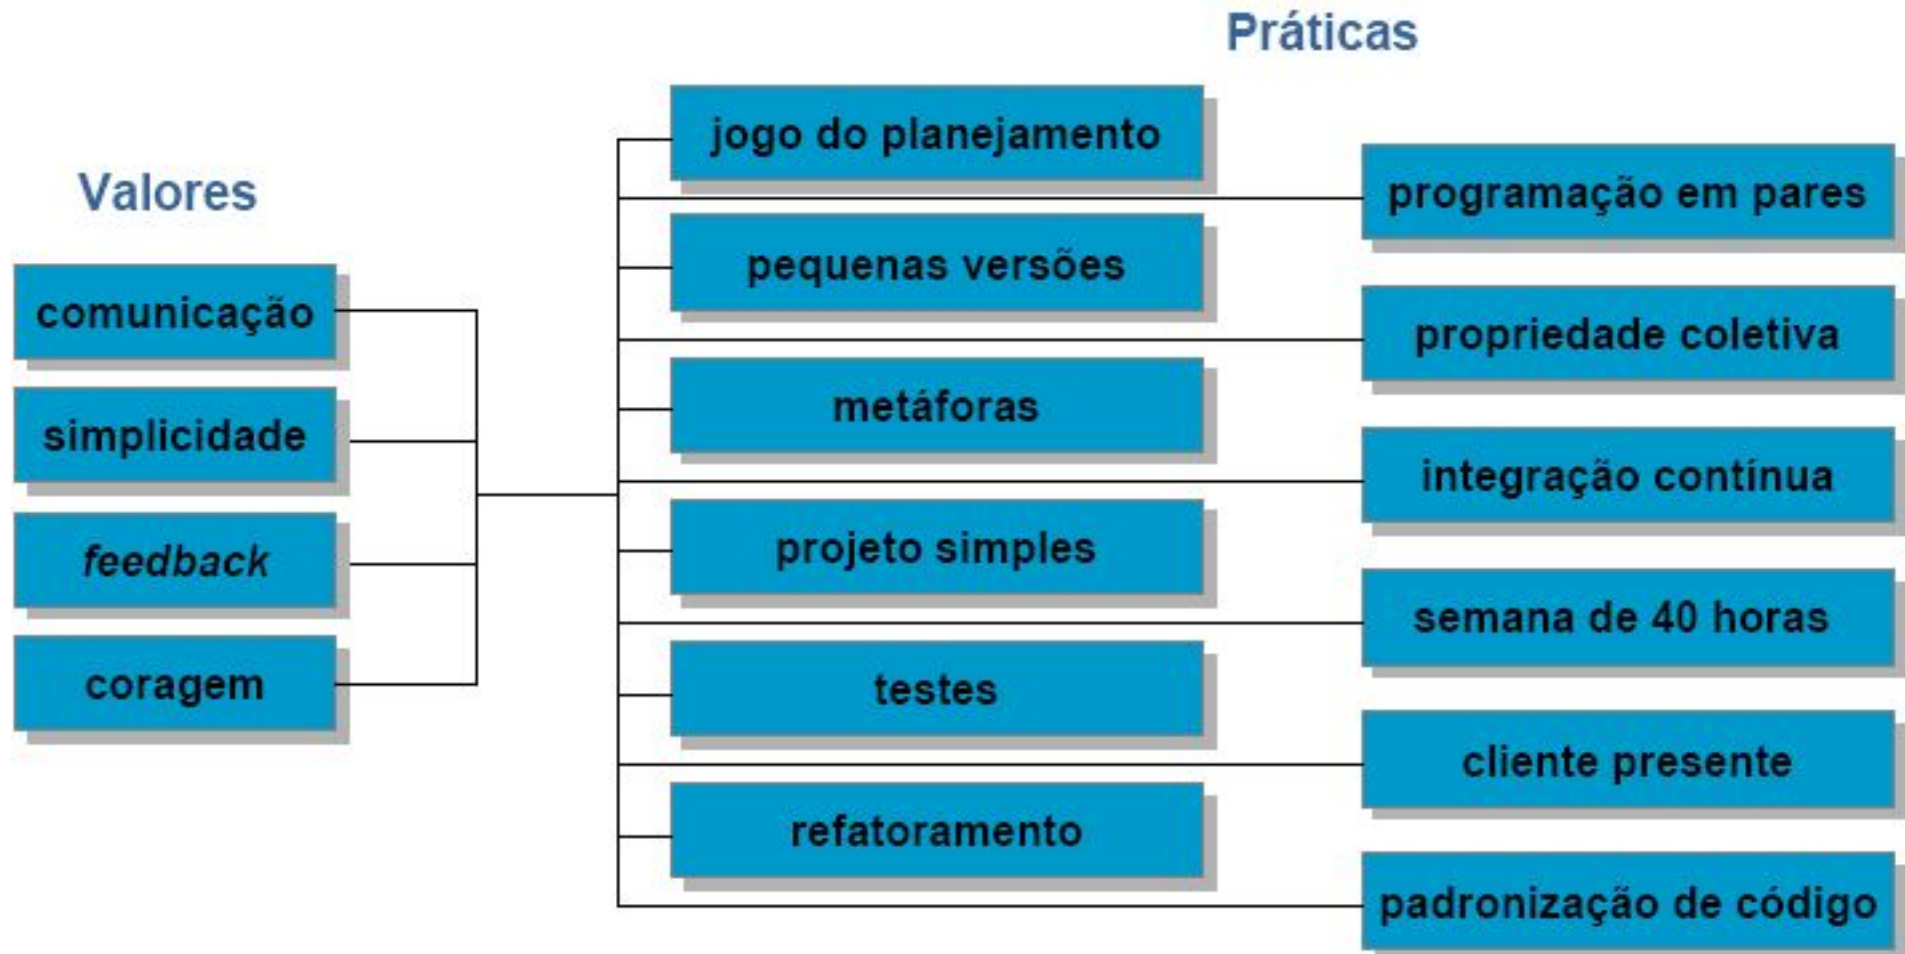 Práticas
Valores
comunicação
simplicidade
feedback
coragem
jogo do planejamento
pequenas versões
metáforas
projeto simples
testes
refatoramento
programação em pares
propriedade coletiva
integração contínua
semana de 40 horas
cliente presente
padronização de código